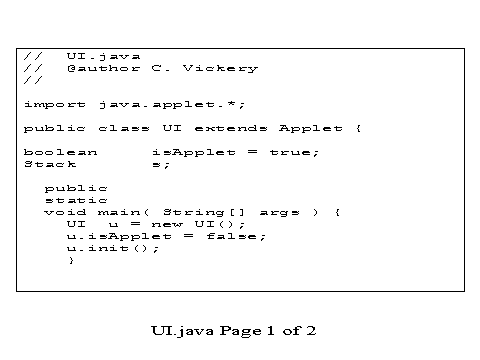 //   UI.java
//   @author C. Vickery
//
import java.applet.*;
public class UI extends Applet {
boolean      isApplet = true;
Stack        s;
public
static
void main( String[] args ) {
UI  u = new UI();
u.isApplet = false;
u.init();
}
UI.java Page 1 of 2